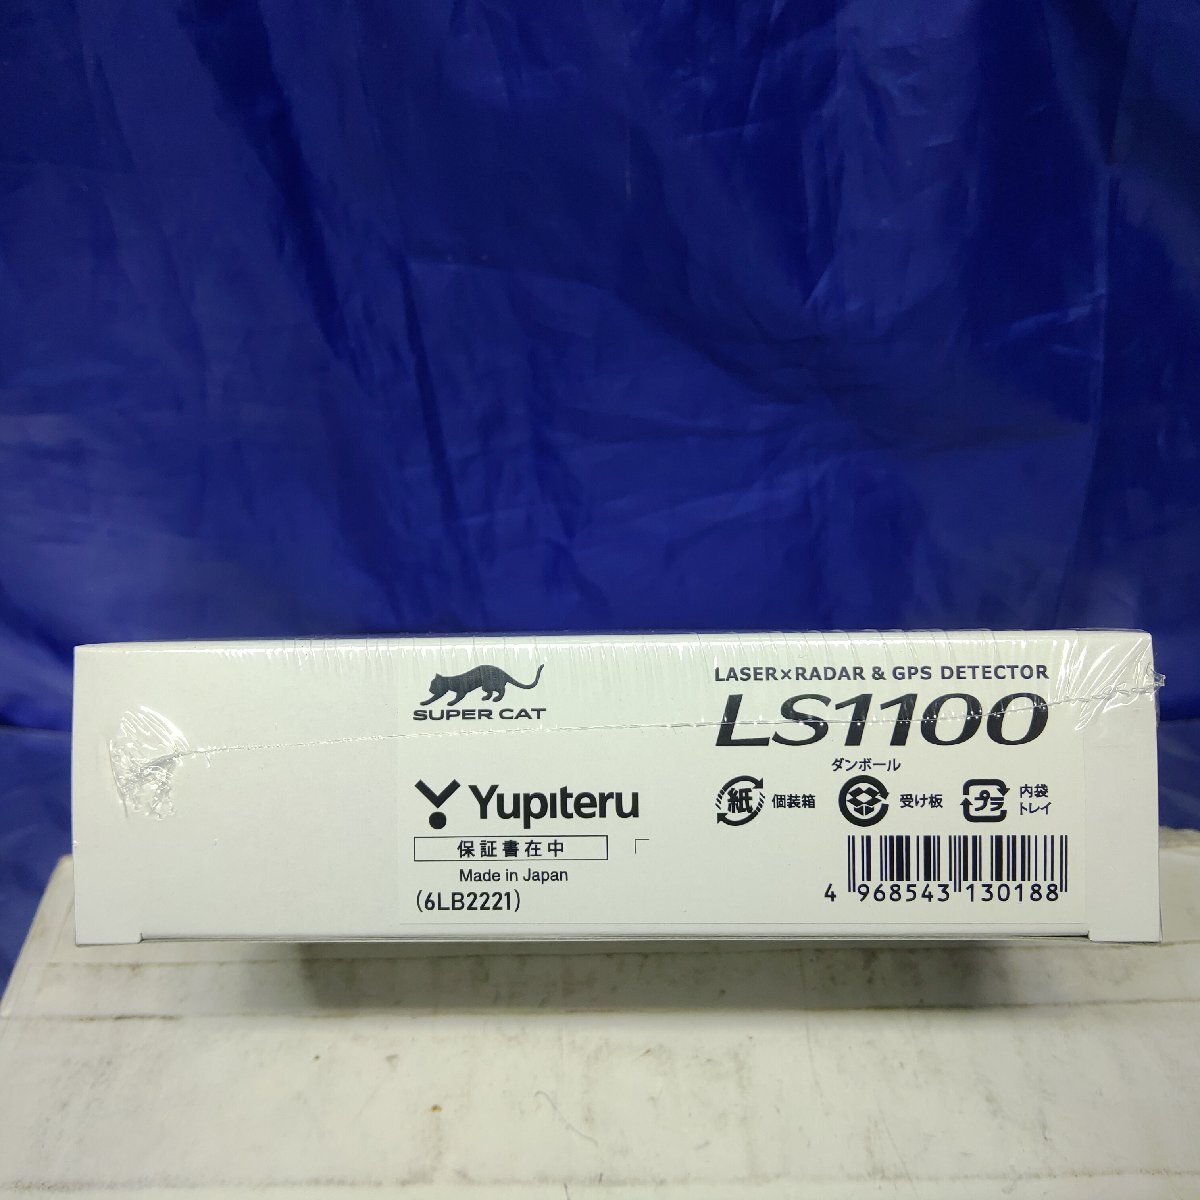 SUPER CAT
Yupiteru
保証書在中
Made in Japan
(6LB2221)
LASER×RADAR & GPS DETECTOR
LS1100
ダンボール
紙 個装箱 受け板 プラ 内袋
トレイ
4 968543 130188